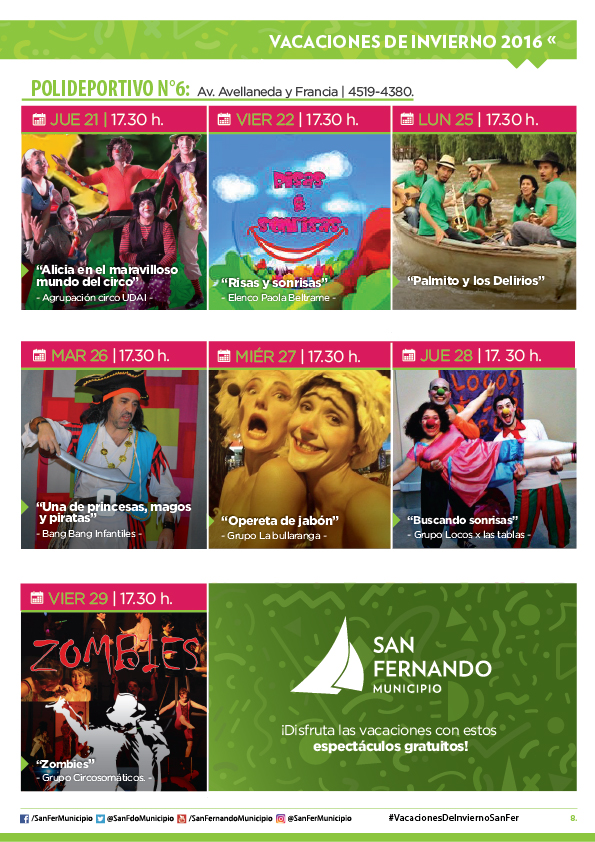 VACACIONES DE INVIERNO 2016 «
POLIDEPORTIVO N°6: Av. Avellaneda y Francia | 4519-4380.
JUE 21 | 17.30 h.
“Alicia en el maravilloso
mundo del circo”
- Agrupación circo UDAI -
VIER 22 | 17.30 h.
Risas
&
sonrisas
“Risas y sonrisas”
- Elenco Paola Beltrame -
LUN 25 | 17.30 h.
“Palmito y los Delirios”
MAR 26 | 17.30 h.
“Una de princesas, magos
y piratas”
- Bang Bang Infantiles -
MIÉR 27 | 17.30 h.
“Opereta de jabón”
- Grupo La bullaranga -
JUE 28 | 17. 30 h.
LOCOS
“Buscando sonrisas”
- Grupo Locos x las tablas -
VIER 29 | 17.30 h.
ZOMBIES
“Zombies”
- Grupo Circosomáticos. -
SAN
FERNANDO
MUNICIPIO
¡Disfruta las vacaciones con estos
espectáculos gratuitos!
/SanFerMunicipio @SanFdoMunicipio /SanFernandoMunicipio @SanFerMunicipio #VacacionesDeInviernoSanFer 9.